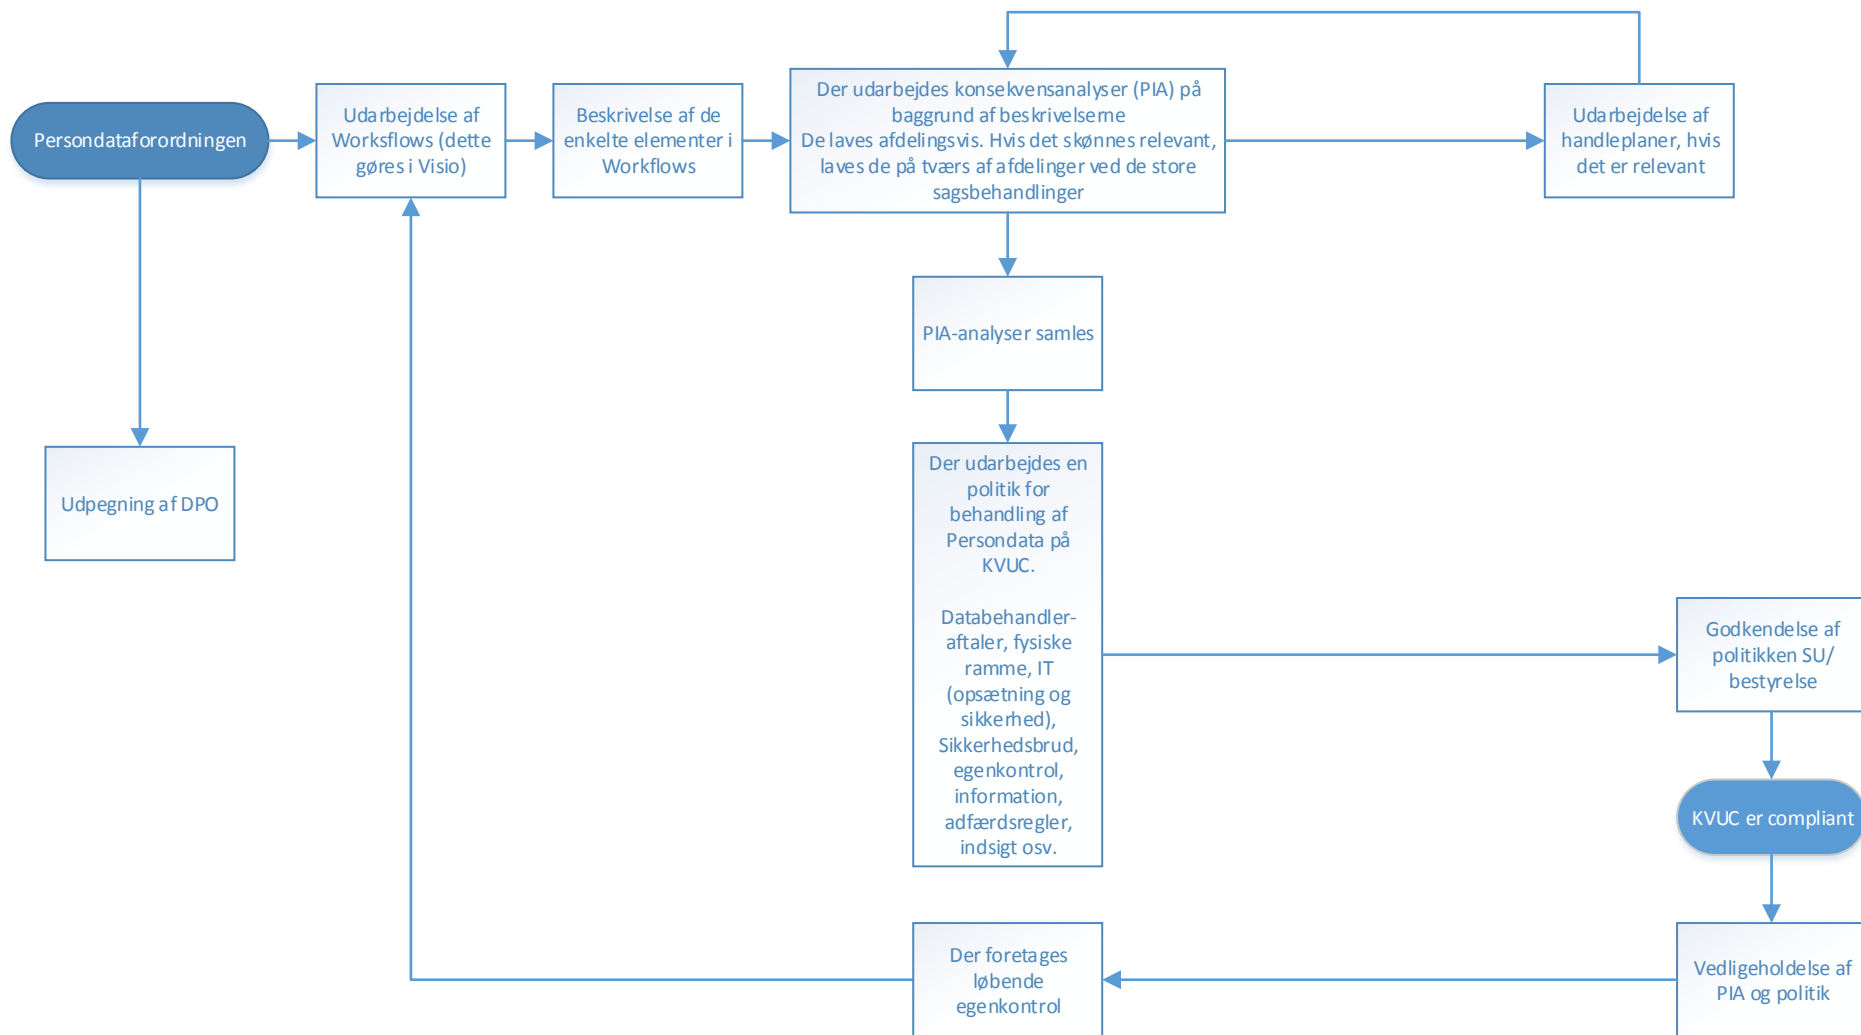 Persondataforordningen
Udarbejdelse af
Worksflows (dette
gøres i Visio)
Beskrivelse af de
enkelte elementer i
Workflows
Der udarbejdes konsekvensanalyser (PIA) på
baggrund af beskrivelserne
De laves afdelingsvis. Hvis det skønnes relevant,
laves de på tværs af afdelinger ved de store
sagsbehandlinger
Udarbejdelse af
handleplaner, hvis
det er relevant
PIA-analyser samles
Udpegning af DPO
Der udarbejdes en
politik for
behandling af
Persondata på
KVUC.
Databehandler-
aftaler, fysiske
ramme, IT
(opsætning og
sikkerhed),
Sikkerhedsbrud,
egenkontrol,
information,
adfærdsregler,
indsigt osv.
Godkendelse af
politikken SU/
bestyrelse
KVUC er compliant
Vedligeholdelse af
PIA og politik
Der foretages
løbende
egenkontrol